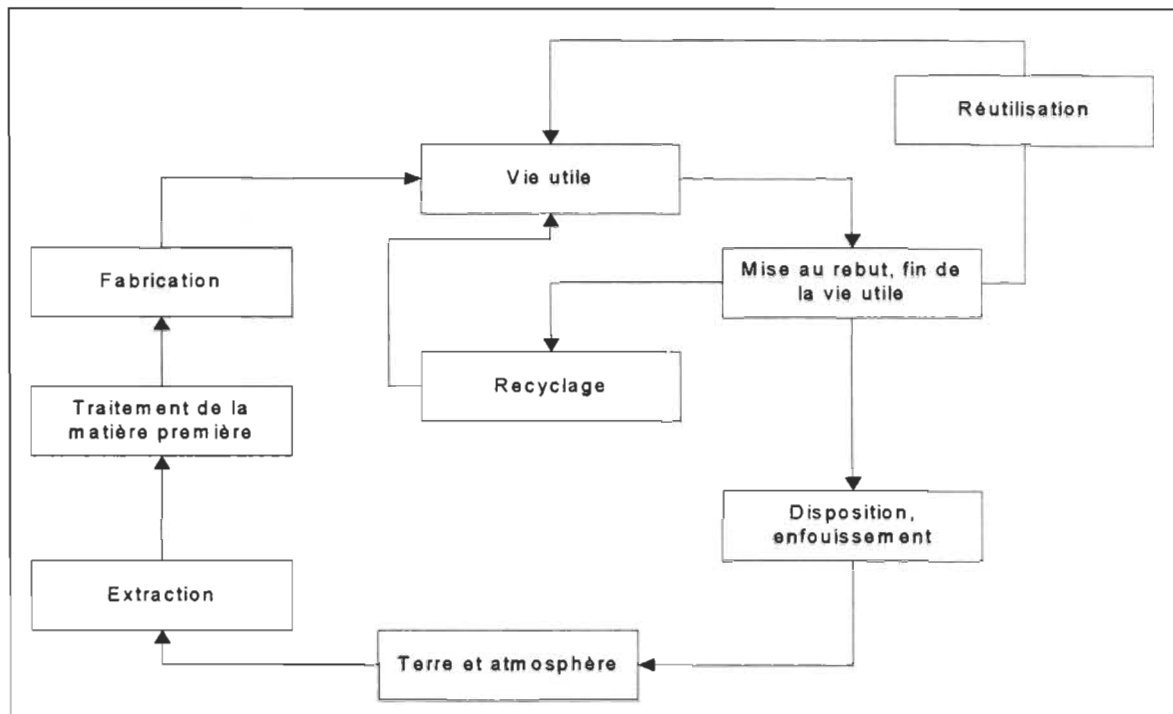 Réutilisation
Vie utile
Fabrication
Mise au rebut, fin de
la vie utile
Recyclage
Traitement de la
matière première
Disposition,
enfouissement
Extraction
Terre et atmosphère